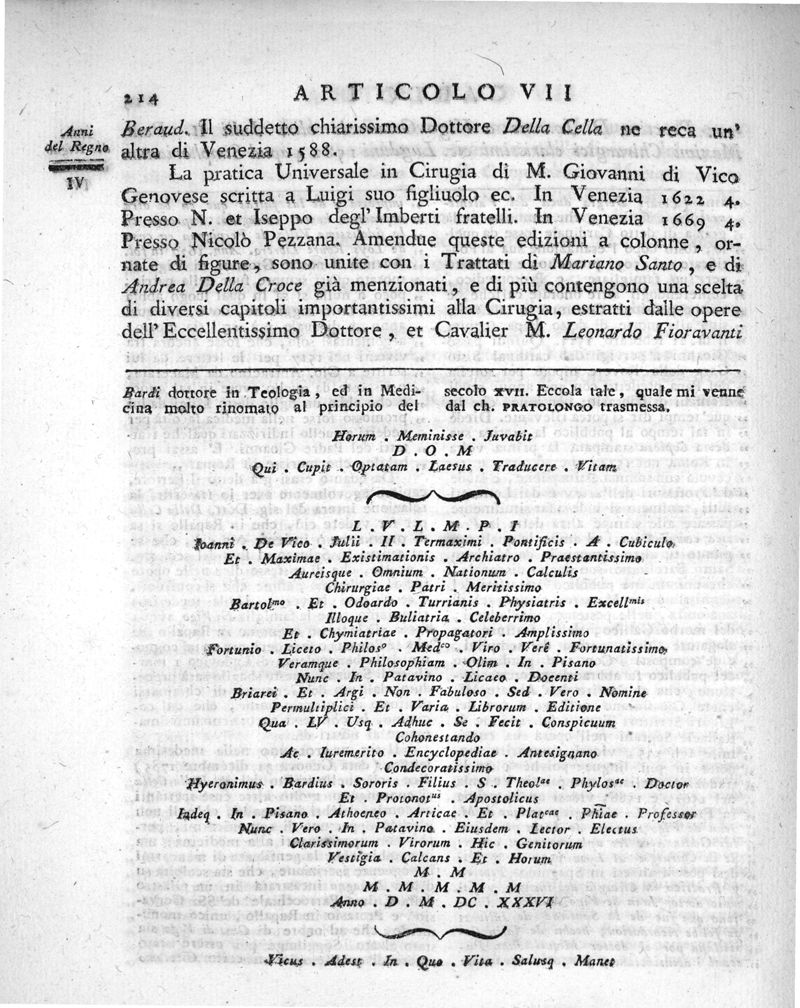 214 ARTICOLO VII
Anni
del Regno
IV
Beraud. Il suddetto chiarissimo Dottore Della Cella ne reca un'
altra di Venezia 1588.
La pratica Universale in Cirugia di M. Giovanni di Vico
Genovese scritta a Luigi suo figliuolo ec. In Venezia 1622 4.
Presso N. et Iseppo degl' Imberti fratelli. In Venezia 1669 4.
Presso Nicolò Pezzana. Amendue queste edizioni a colonne, or-
nate di figure, sono unite con i Trattati di Mariano Santo, e di
Andrea Della Croce già menzionati, e di più contengono una scelta
di diversi capitoli importantissimi alla Cirugia, estratti dalle opere
dell' Eccellentissimo Dottore, et Cavalier M. Leonardo Fioravanti
Bardi dottore in Teologia, ed in Medi-
cina molto rinomato al principio del
secolo XVII. Eccola tale, quale mi venne
dal ch. PRATOLONGO trasmessa.
Horum . Meminisse . Juvabit
D . O . M
Qui . Cupit . Optatam . Laesus . Traducere . Vitam
L . V . L . M . P . I
Ioanni . De Vico . Iulii . II . Termaximi . Pontificis . A . Cubiculo
Et . Maximae . Existimationis . Archiatro . Praestantissimo
Aureisque . Omnium . Nationum . Calculis
Chirurgiae . Patri . Meritissimo
Bartolmo . Et . Odoardo . Turrianis . Physiatris . Excellmis
Illoque . Buliatria . Celeberrimo
Et . Chymiatriae . Propagatori . Amplissimo
Fortunio . Liceto . Philoso . Medco . Viro . Verê . Fortunatissimo
Veramque . Philosophiam . Olim . In . Pisano
Nunc . In . Patavino . Licaeo . Docenti
Briarei . Et . Argi . Non . Fabuloso . Sed . Vero . Nomine
Permultiplici . Et . Varia . Librorum . Editione
Qua . LV . Usq . Adhuc . Se . Fecit . Conspicuum
Cohonestando
Ac . Iuremerito . Encyclopediae . Antesignano
Condecoratissimo
Hyeronimus . Bardius . Sororis . Filius . S . Theolae . Phylosae . Doctor
Et . Protonotus . Apostolicus
Indeq . In . Pisano . Athoeneo . Articae . Et . Plateae . Phiae . Professor
Nunc . Vero . In . Patavino . Eiusdem . Lector . Electus
Clarissimorum . Virorum . Hic . Genitorum
Vestigia . Calcans . Et . Horum
M . M
M . M . M . M . M
Anno . D . M . DC . XXXVI
Vicus . Adest . In . Quo . Vita . Salusq . Manet